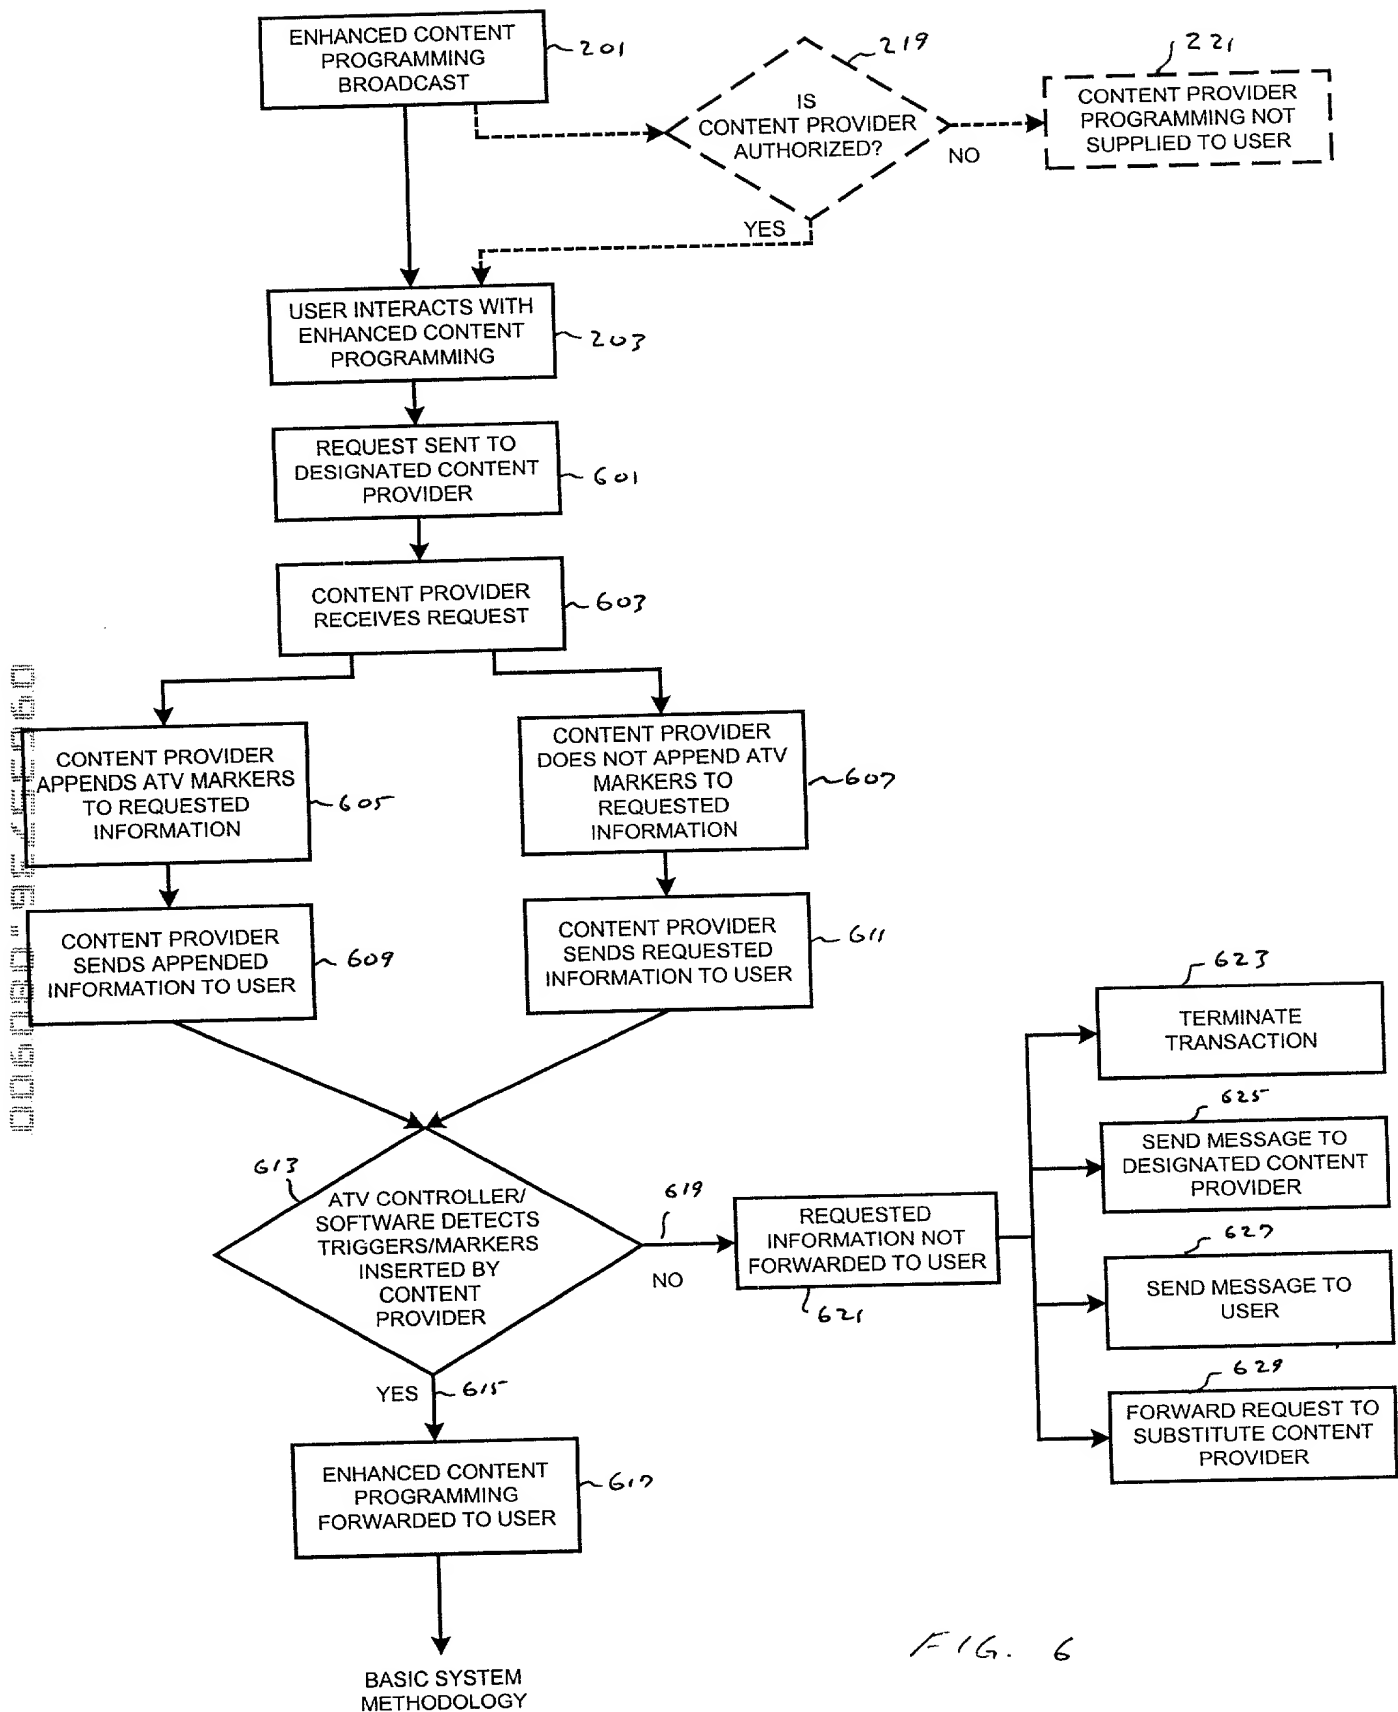 ENHANCED CONTENT
PROGRAMMING
BROADCAST
201
IS
CONTENT PROVIDER
AUTHORIZED?
219
NO
YES
221
CONTENT PROVIDER
PROGRAMMING NOT
SUPPLIED TO USER
USER INTERACTS WITH
ENHANCED CONTENT
PROGRAMMING
203
REQUEST SENT TO
DESIGNATED CONTENT
PROVIDER
601
CONTENT PROVIDER
RECEIVES REQUEST
603
CONTENT PROVIDER
APPENDS ATV MARKERS
TO REQUESTED
INFORMATION
605
CONTENT PROVIDER
DOES NOT APPEND ATV
MARKERS TO
REQUESTED
INFORMATION
607
CONTENT PROVIDER
SENDS APPENDED
INFORMATION TO USER
609
CONTENT PROVIDER
SENDS REQUESTED
INFORMATION TO USER
611
613
ATV CONTROLLER/
SOFTWARE DETECTS
TRIGGERS/MARKERS
INSERTED BY
CONTENT
PROVIDER
619
NO
REQUESTED
INFORMATION NOT
FORWARDED TO USER
621
623
TERMINATE
TRANSACTION
625
SEND MESSAGE TO
DESIGNATED CONTENT
PROVIDER
627
SEND MESSAGE TO
USER
629
FORWARD REQUEST TO
SUBSTITUTE CONTENT
PROVIDER
YES
615
ENHANCED CONTENT
PROGRAMMING
FORWARDED TO USER
617
BASIC SYSTEM
METHODOLOGY
FIG. 6